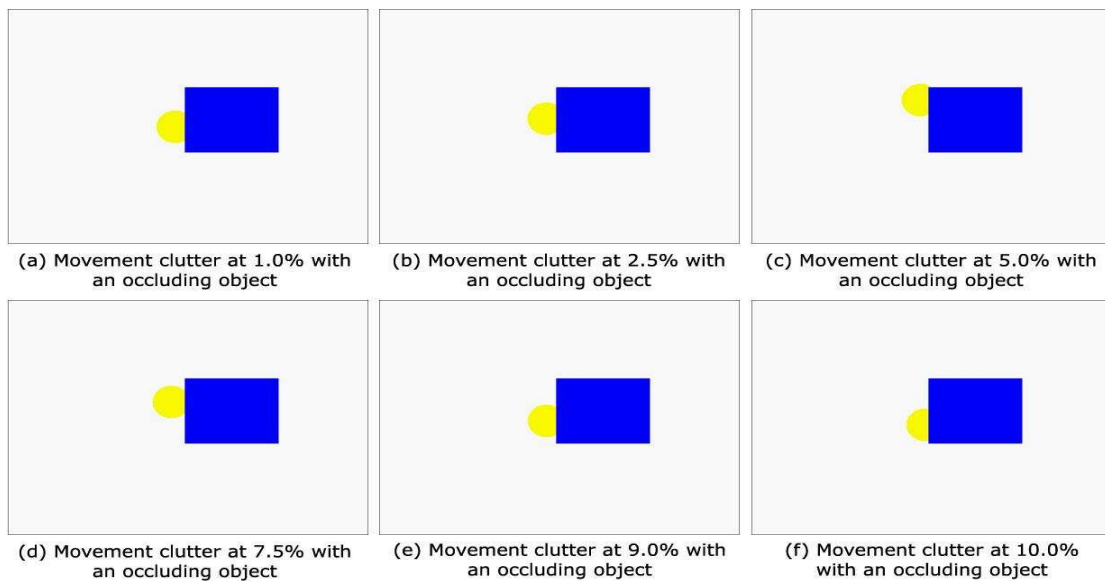 (a) Movement clutter at 1.0% with
an occluding object
(b) Movement clutter at 2.5% with
an occluding object
(c) Movement clutter at 5.0% with
an occluding object
(d) Movement clutter at 7.5% with
an occluding object
(e) Movement clutter at 9.0% with
an occluding object
(f) Movement clutter at 10.0%
with an occluding object